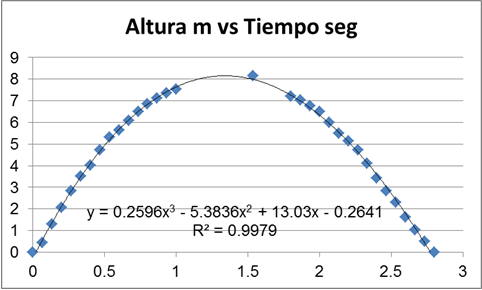 Altura m vs Tiempo seg
9
8
7
6
5
4
3
2
1
0
y = 0.2596x³ - 5.3836x² + 13.03x - 0.2641
R² = 0.9979
0 0.5 1 1.5 2 2.5 3